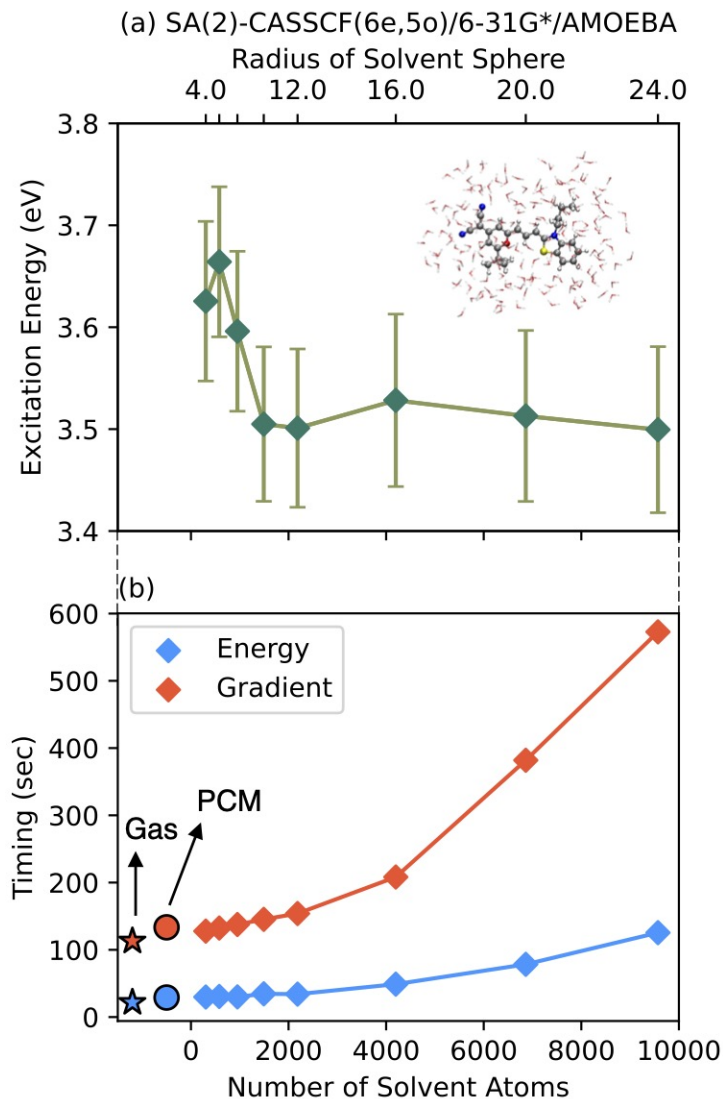 (a) SA(2)-CASSCF(6e,5o)/6-31G*/AMOEBA
Radius of Solvent Sphere
4.0 12.0 16.0 20.0 24.0
3.8
3.7
3.6
3.5
3.4
Excitation Energy (eV)
(b)
600
500
400
300
200
100
0
Timing (sec)
Energy
Gradient
PCM
Gas
0 2000 4000 6000 8000 10000
Number of Solvent Atoms